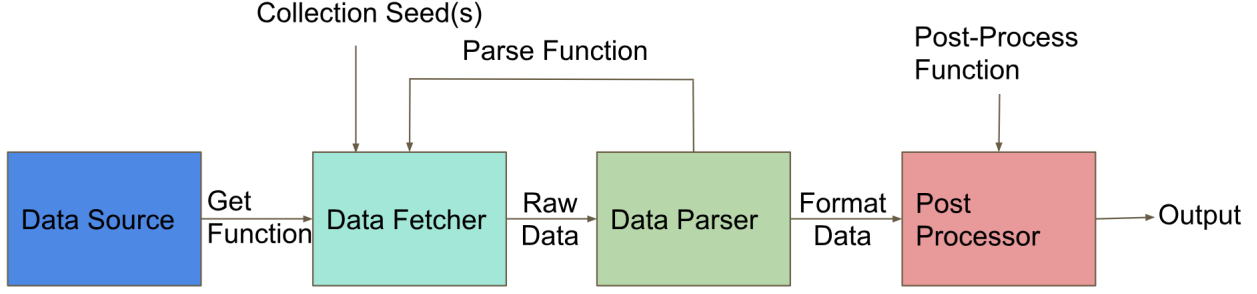 Collection Seed(s)
Parse Function
Post-Process
Function
Data Source
Get
Function
Data Fetcher
Raw
Data
Data Parser
Format
Data
Post
Processor
Output